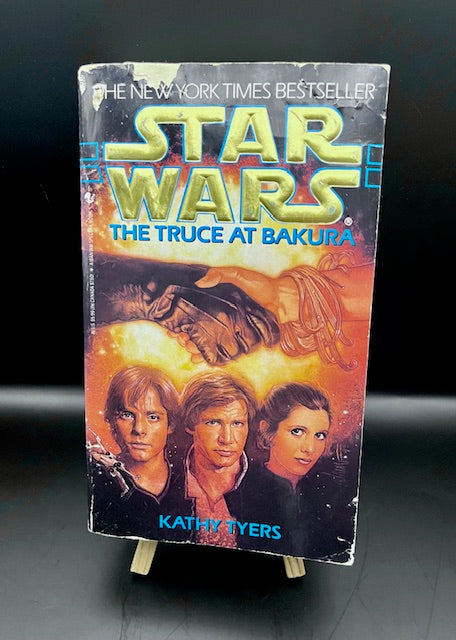 THE NEW YORK TIMES BESTSELLER
STAR
WARS®
THE TRUCE AT BAKURA
KATHY TYERS